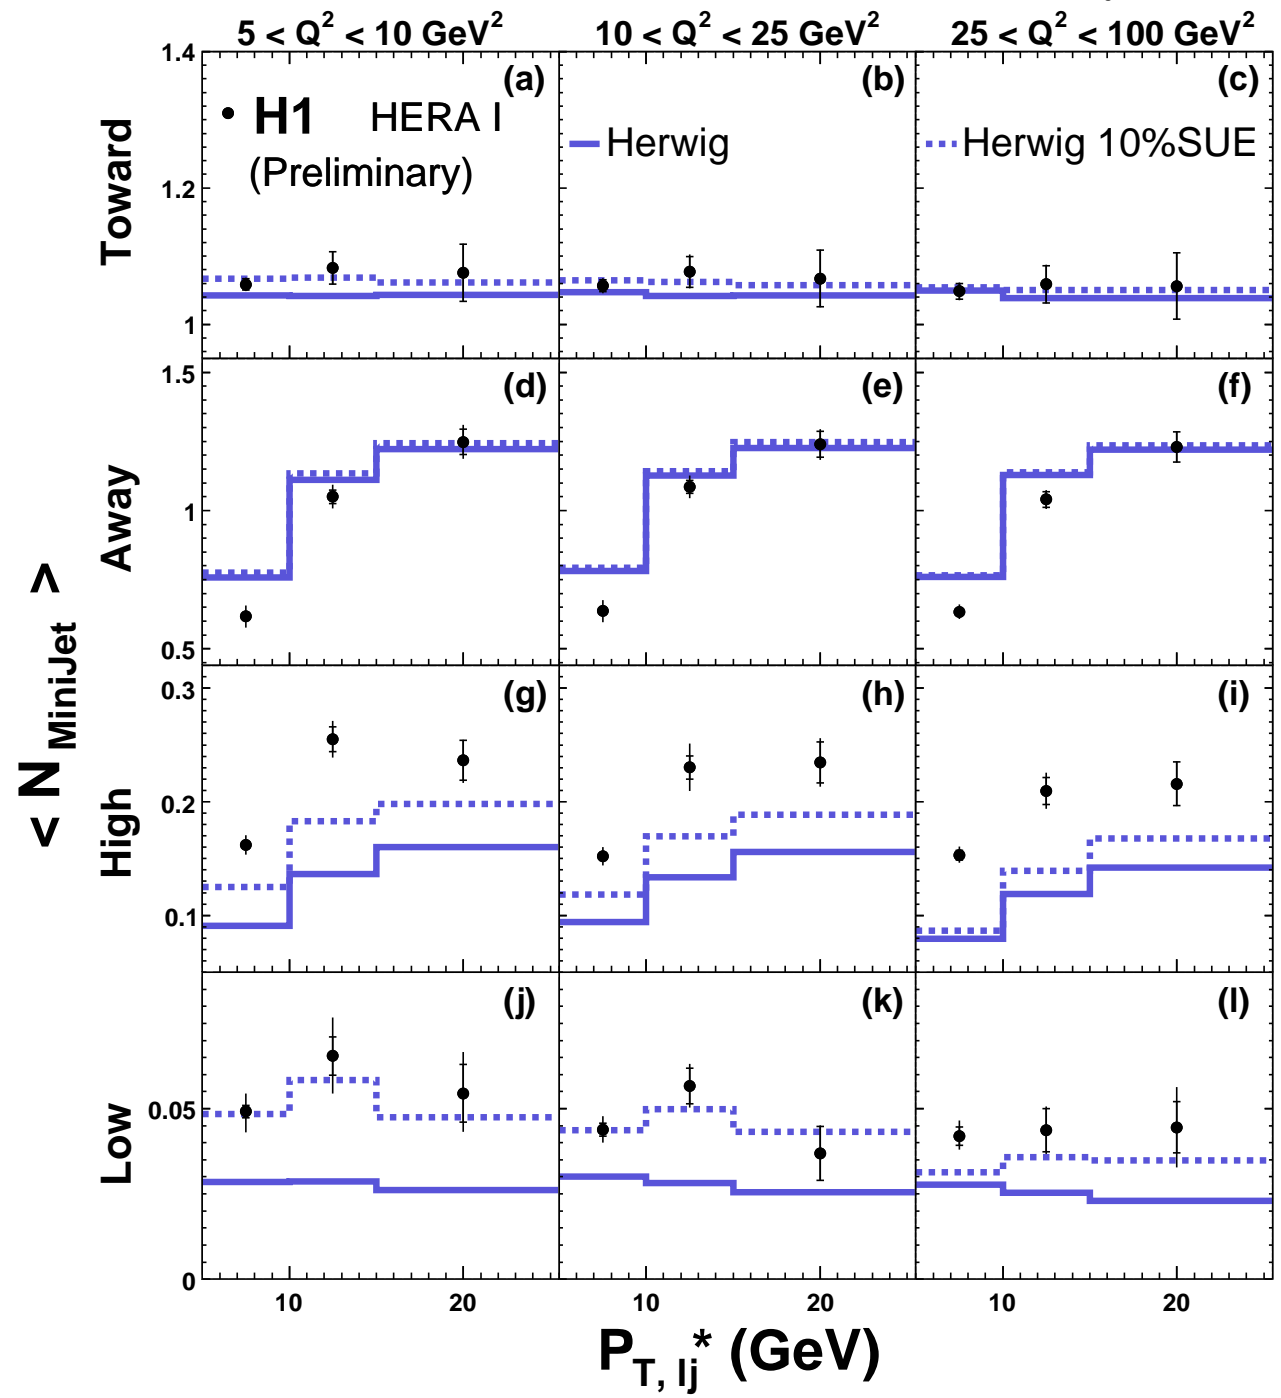 5 < Q² < 10 GeV² 10 < Q² < 25 GeV² 25 < Q² < 100 GeV²
1.4
(a) (b) (c)
H1 HERA I
(Preliminary)
Herwig
Herwig 10%SUE
Toward
1.2
1
1.5
(d) (e) (f)
Away
1
0.5
< N MiniJet >
0.3
(g) (h) (i)
High
0.2
0.1
(j) (k) (l)
Low
0.05
0
10 20 10 20 10 20
P T, lj * (GeV)